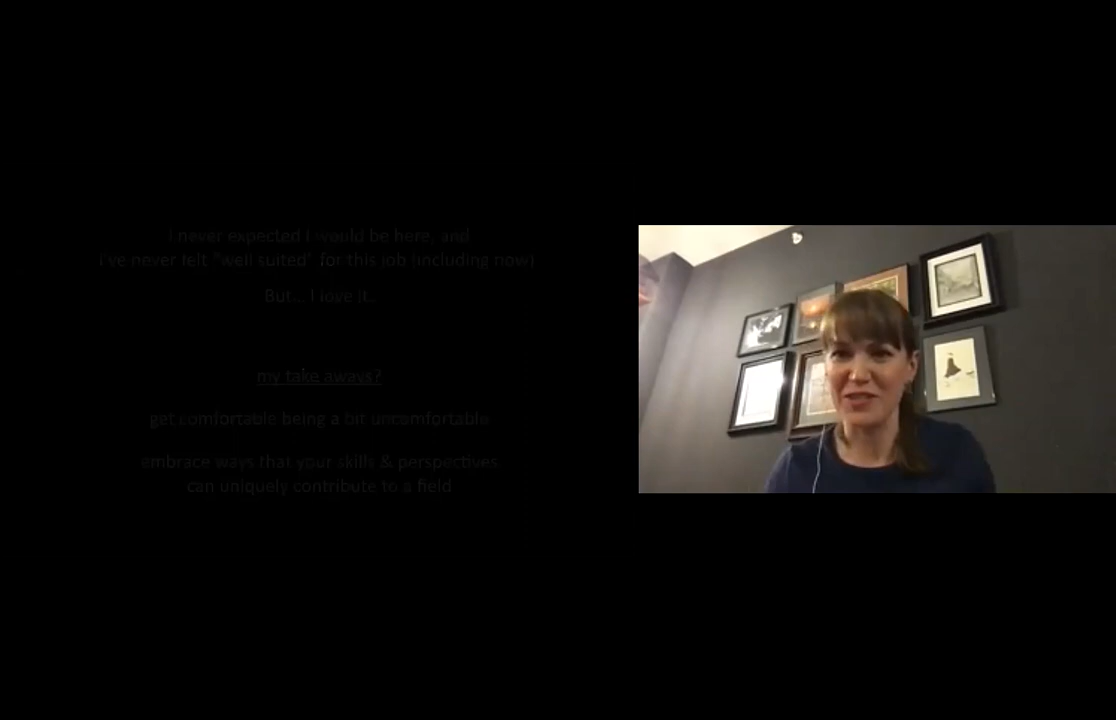 I never expected I would be here, and
I've never felt "well suited" for this job (including now)
But... I love it..
my take aways?
get comfortable being a bit uncomfortable
embrace ways that your skills & perspectives
can uniquely contribute to a field